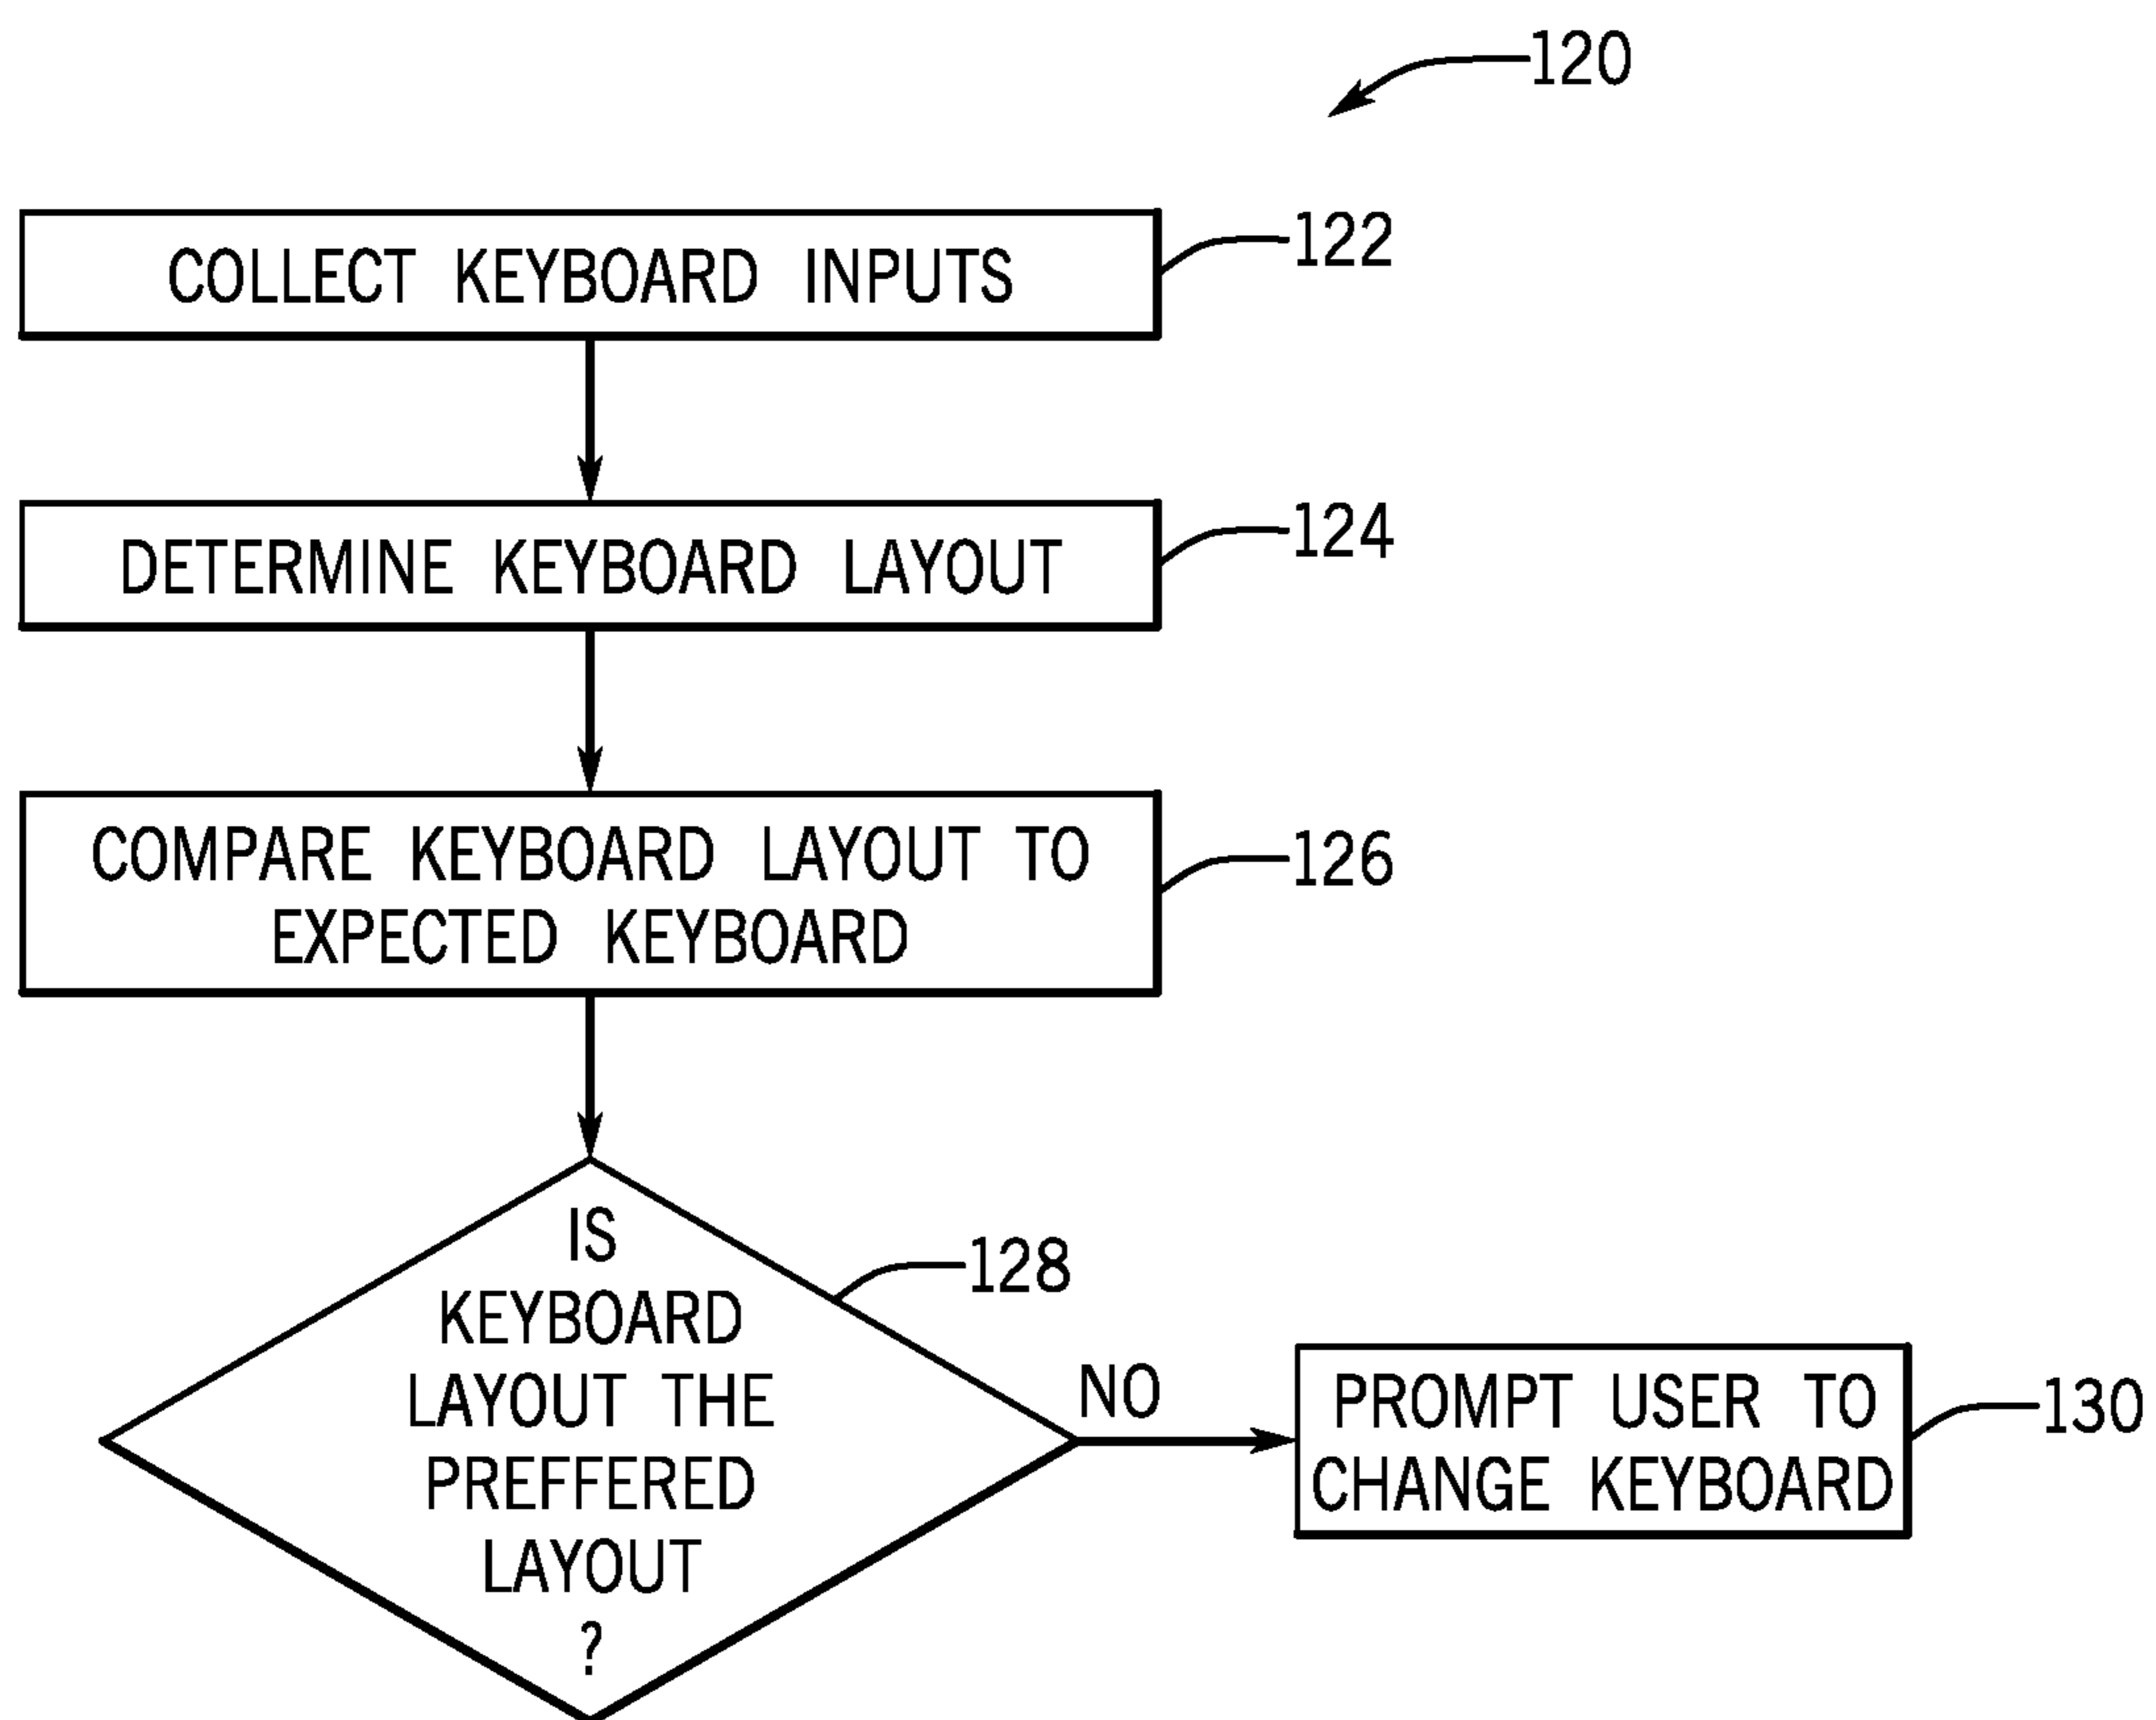 120
COLLECT KEYBOARD INPUTS
122
DETERMINE KEYBOARD LAYOUT
124
COMPARE KEYBOARD LAYOUT TO
EXPECTED KEYBOARD
126
IS
KEYBOARD
LAYOUT THE
PREFFERED
LAYOUT
?
128
NO
PROMPT USER TO
CHANGE KEYBOARD
130